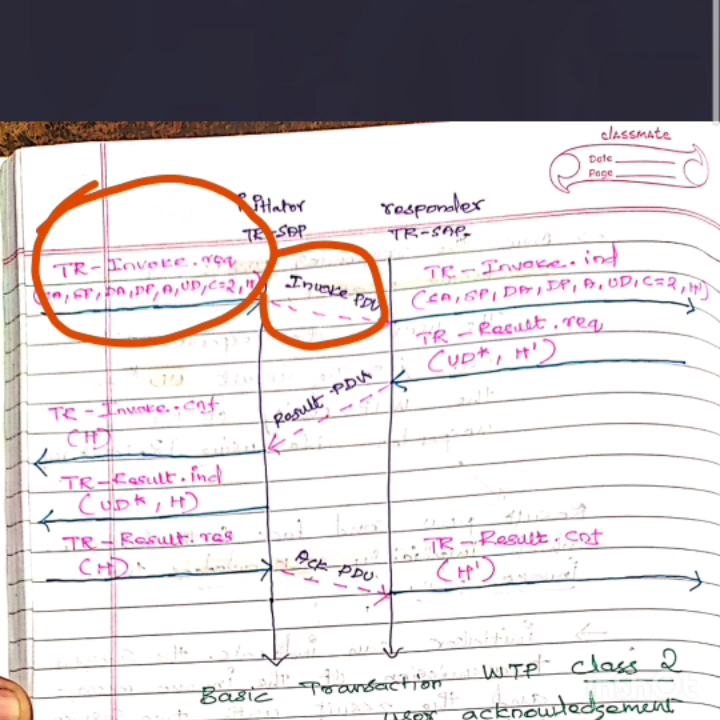 classmate
Date
Page
Initiator
TR-SAP
responder
TR-SAP.
TR-Invoke.req
(SA, SP, DA, DP, A, UD, C=2, H)
Invoke PDU
TR-Invoke.ind
(SA, SP, DA, DP, A, UD, C=2, H')
TR-Result.req
(UD*, H')
Result PDU
TR-Invoke.cnf
(H)
TR-Result.ind
(UD*, H)
TR-Result.res
(H)
Ack PDU
TR-Result.cnf
(H')
Basic Transaction WTP class 2
user acknowledgement